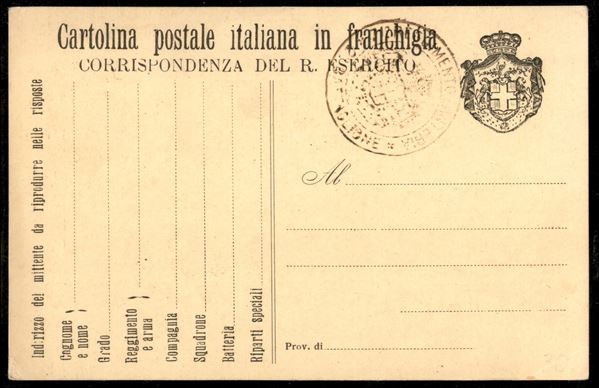 Cartolina postale italiana in franchigia
CORRISPONDENZA DEL R. ESERCITO
Indirizzo del mittente da riprodurre nelle risposte
Cognome
e nome
Grado
Reggimento
e arma
Compagnia
Squadrone
Batteria
Riparti speciali
Al
Prov. di